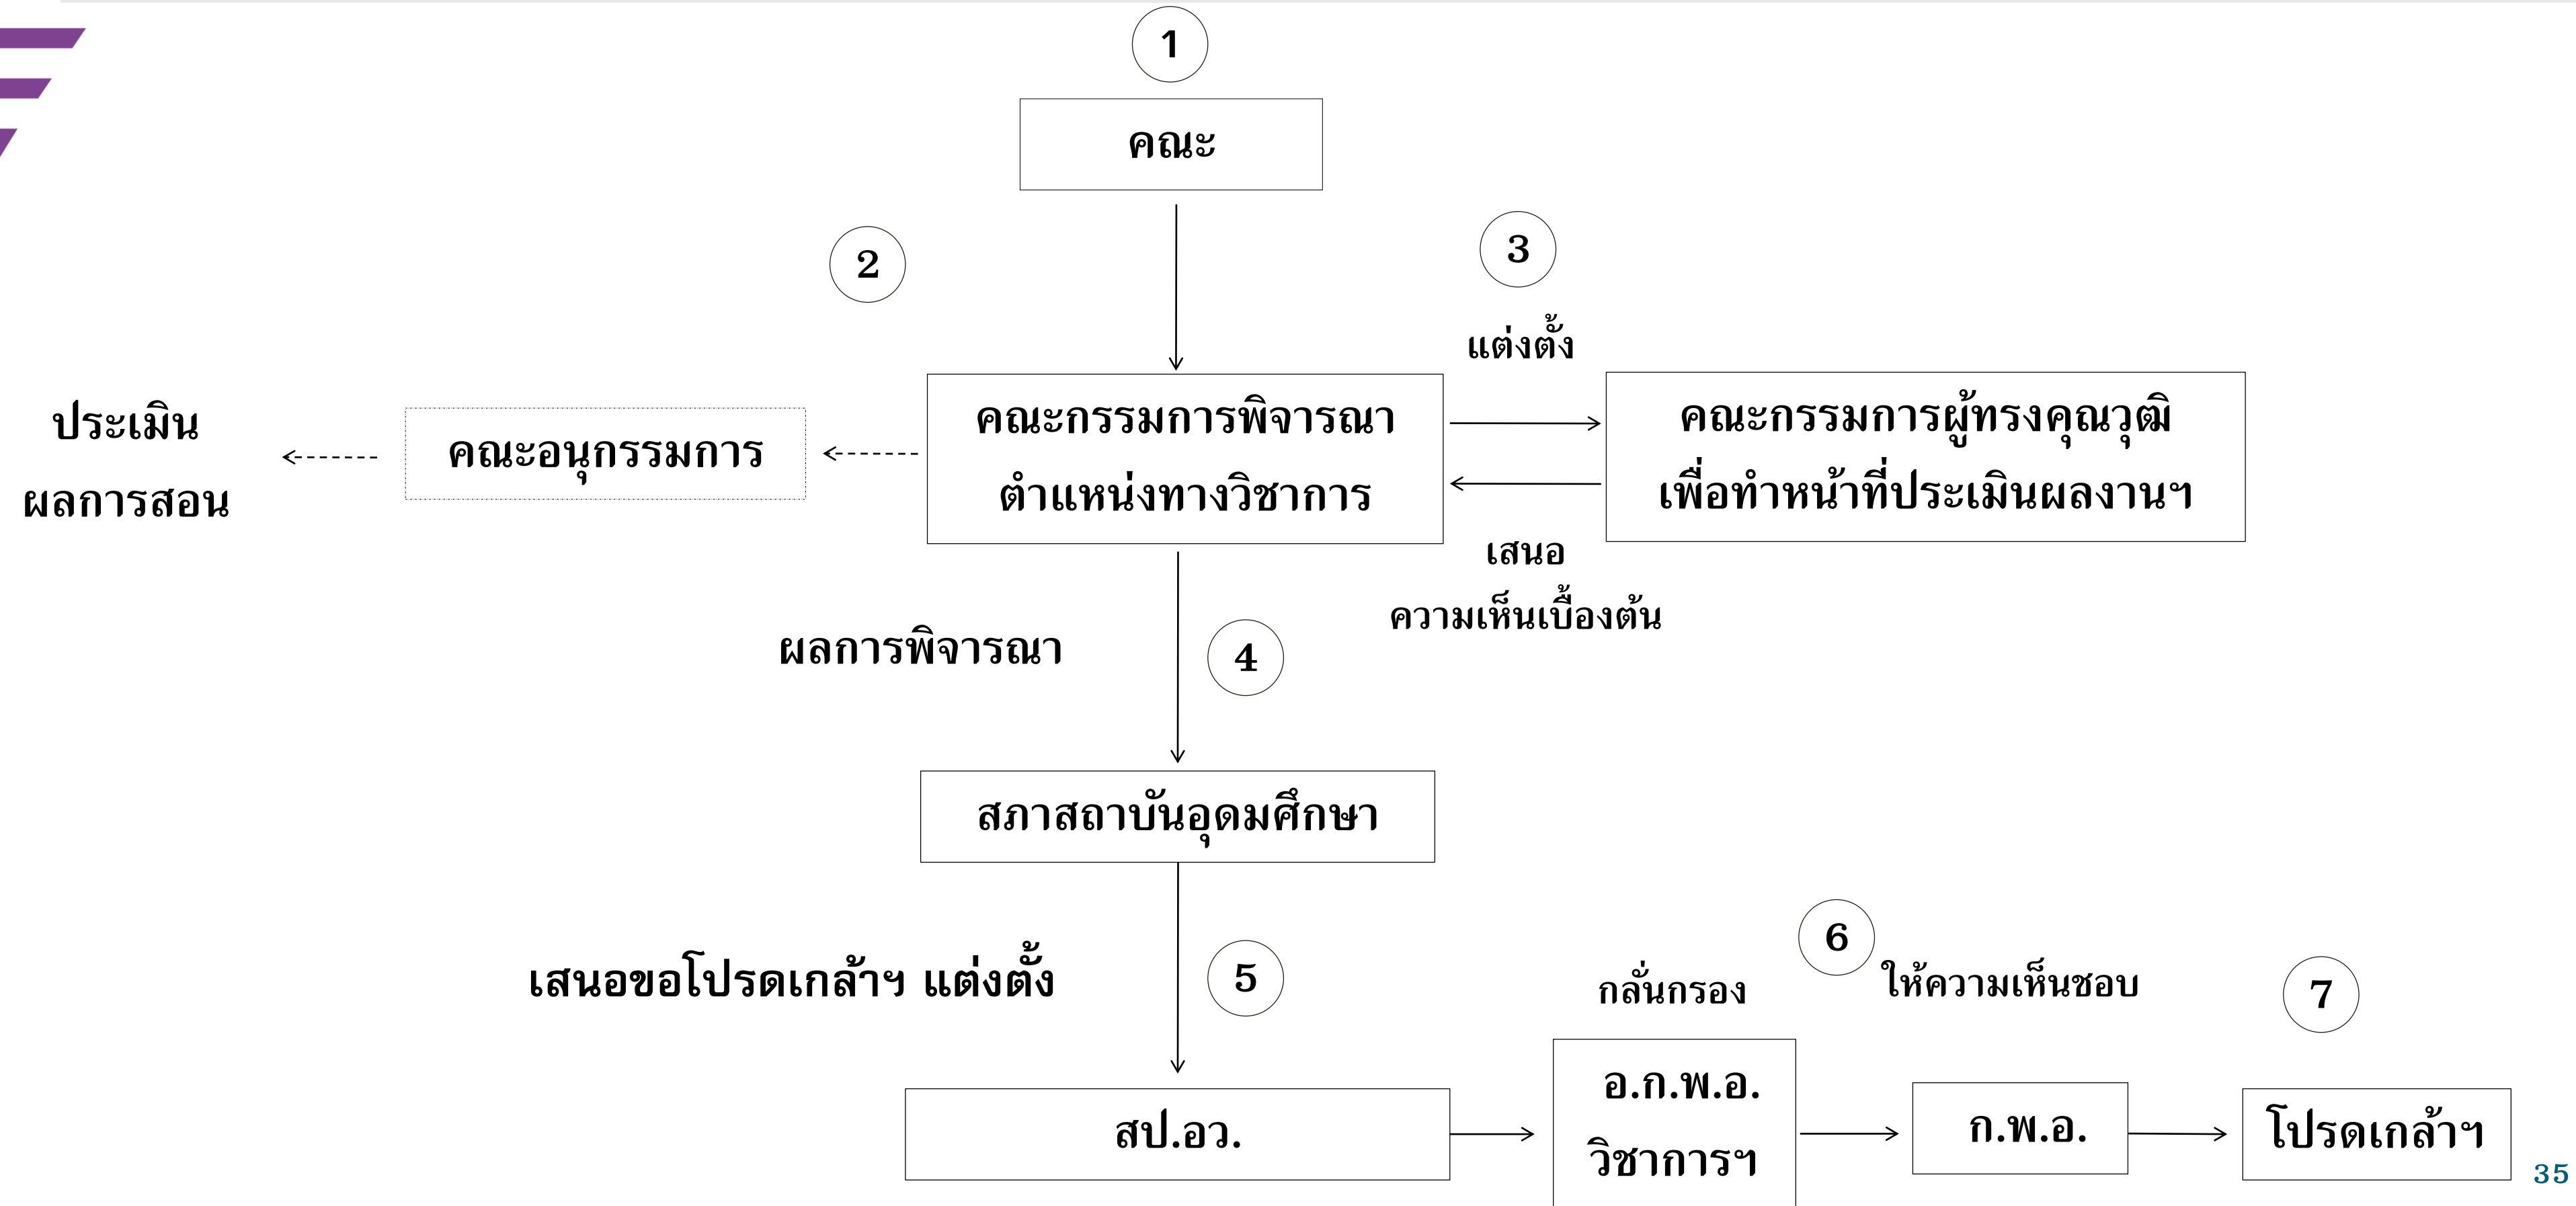 1
คณะ
2
3
แต่งตั้ง
ประเมิน
ผลการสอน
คณะอนุกรรมการ
คณะกรรมการพิจารณา
ตำแหน่งทางวิชาการ
คณะกรรมการผู้ทรงคุณวุฒิ
เพื่อทำหน้าที่ประเมินผลงานฯ
เสนอ
ความเห็นเบื้องต้น
ผลการพิจารณา
4
สภาสถาบันอุดมศึกษา
เสนอขอโปรดเกล้าฯ แต่งตั้ง
5
6
กลั่นกรอง
ให้ความเห็นชอบ
7
สป.อว.
อ.ก.พ.อ.
วิชาการฯ
ก.พ.อ.
โปรดเกล้าฯ
35